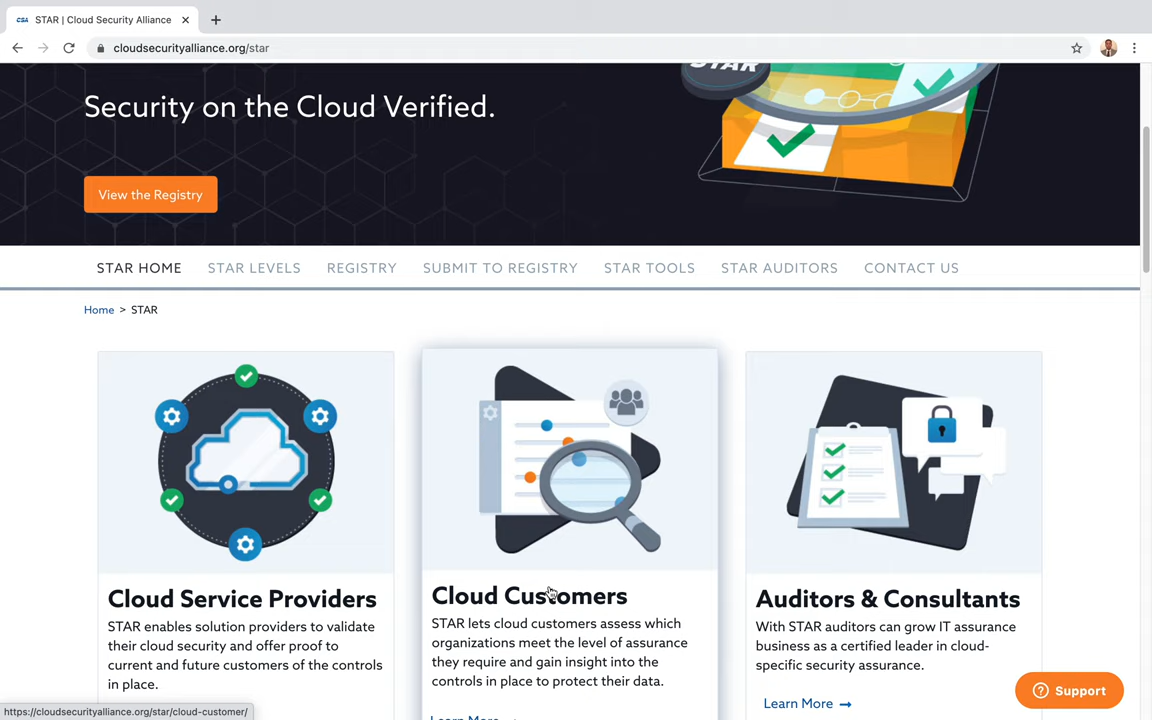 CSA STAR | Cloud Security Alliance
cloudsecurityalliance.org/star
STAR
Security on the Cloud Verified.
View the Registry
STAR HOME STAR LEVELS REGISTRY SUBMIT TO REGISTRY STAR TOOLS STAR AUDITORS CONTACT US
Home > STAR
Cloud Service Providers
STAR enables solution providers to validate
their cloud security and offer proof to
current and future customers of the controls
in place.
Cloud Customers
STAR lets cloud customers assess which
organizations meet the level of assurance
they require and gain insight into the
controls in place to protect their data.
Learn More
Auditors & Consultants
With STAR auditors can grow IT assurance
business as a certified leader in cloud-
specific security assurance.
Learn More →
Support
https://cloudsecurityalliance.org/star/cloud-customer/